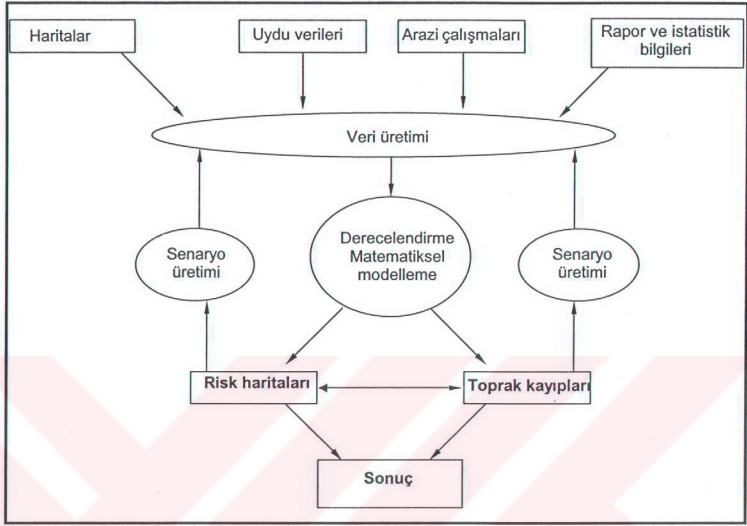 Haritalar
Uydu verileri
Arazi çalışmaları
Rapor ve istatistik
bilgileri
Veri üretimi
Senaryo
üretimi
Derecelendirme
Matematiksel
modelleme
Senaryo
üretimi
Risk haritaları
Toprak kayıpları
Sonuç